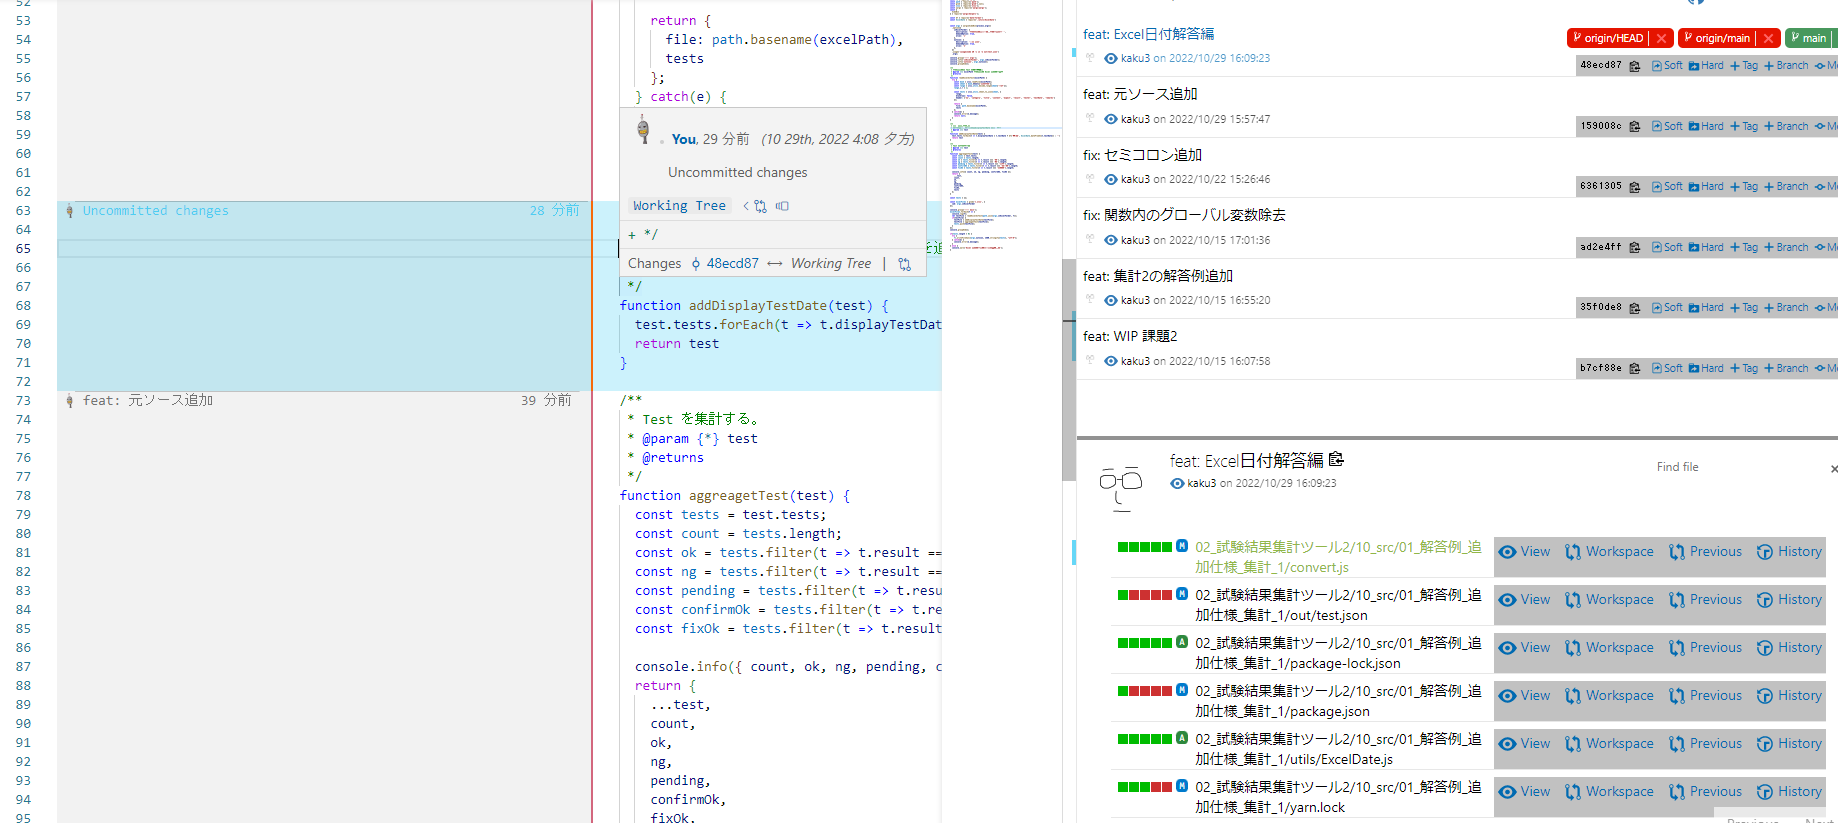 52
53 return {
54 file: path.basename(excelPath),
55 tests
56 };
57 } catch(e) {
58
59 You, 29 分前 (10 29th, 2022 4:08 夕方)
60
61 Uncommitted changes
62
Working Tree
63 Uncommitted changes 28 分前
64 + */
65
66 Changes 48ecd87 ↔ Working Tree |
67 */
68 function addDisplayTestDate(test) {
69 test.tests.forEach(t => t.displayTestDat
70 return test
71 }
72
73 feat: 元ソース追加 39 分前 /**
74 * Test を集計する。
75 * @param {*} test
76 * @returns
77 */
78 function aggreagetTest(test) {
79 const tests = test.tests;
80 const count = tests.length;
81 const ok = tests.filter(t => t.result ==
82 const ng = tests.filter(t => t.result ==
83 const pending = tests.filter(t => t.resu
84 const confirmOk = tests.filter(t => t.re
85 const fixOk = tests.filter(t => t.result
86
87 console.info({ count, ok, ng, pending, c
88 return {
89 ...test,
90 count,
91 ok,
92 ng,
93 pending,
94 confirmOk,
95 fixOk,
feat: Excel日付解答編 origin/HEAD origin/main main
kaku3 on 2022/10/29 16:09:23
48ecd87 Soft Hard + Tag + Branch
feat: 元ソース追加
kaku3 on 2022/10/29 15:57:47
159008c Soft Hard + Tag + Branch
fix: セミコロン追加
kaku3 on 2022/10/22 15:26:46
6361305 Soft Hard + Tag + Branch
fix: 関数内のグローバル変数除去
kaku3 on 2022/10/15 17:01:36
ad2e4ff Soft Hard + Tag + Branch
feat: 集計2の解答例追加
kaku3 on 2022/10/15 16:55:20
35f0de8 Soft Hard + Tag + Branch
feat: WIP 課題2
kaku3 on 2022/10/15 16:07:58
b7cf88e Soft Hard + Tag + Branch
feat: Excel日付解答編
Find file
kaku3 on 2022/10/29 16:09:23
M 02_試験結果集計ツール2/10_src/01_解答例_追
加仕様_集計_1/convert.js
View Workspace Previous History
M 02_試験結果集計ツール2/10_src/01_解答例_追
加仕様_集計_1/out/test.json
View Workspace Previous History
A 02_試験結果集計ツール2/10_src/01_解答例_追
加仕様_集計_1/package-lock.json
View Workspace Previous History
M 02_試験結果集計ツール2/10_src/01_解答例_追
加仕様_集計_1/package.json
View Workspace Previous History
A 02_試験結果集計ツール2/10_src/01_解答例_追
加仕様_集計_1/utils/ExcelDate.js
View Workspace Previous History
M 02_試験結果集計ツール2/10_src/01_解答例_追
加仕様_集計_1/yarn.lock
View Workspace Previous History